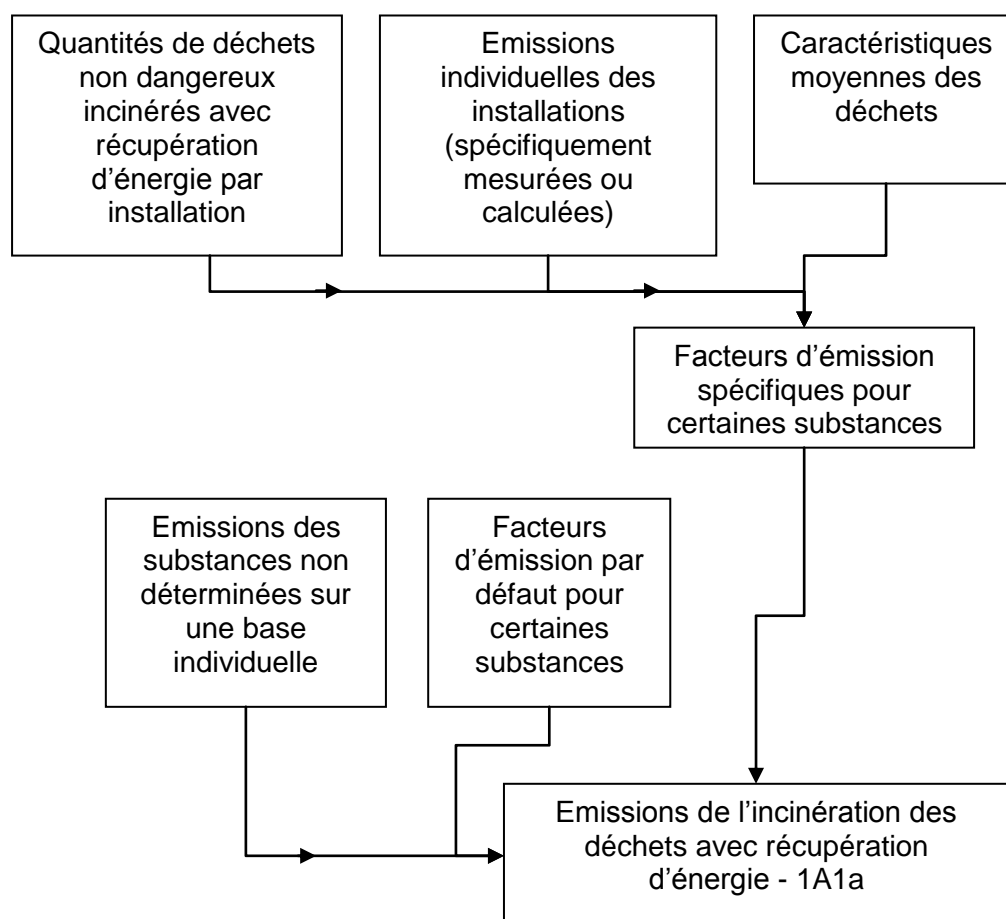 Quantités de déchets
non dangereux
incinérés avec
récupération
d’énergie par
installation
Emissions
individuelles des
installations
(spécifiquement
mesurées ou
calculées)
Caractéristiques
moyennes des
déchets
Facteurs d’émission
spécifiques pour
certaines substances
Emissions des
substances non
déterminées sur
une base
individuelle
Facteurs
d’émission par
défaut pour
certaines
substances
Emissions de l’incinération des
déchets avec récupération
d’énergie - 1A1a